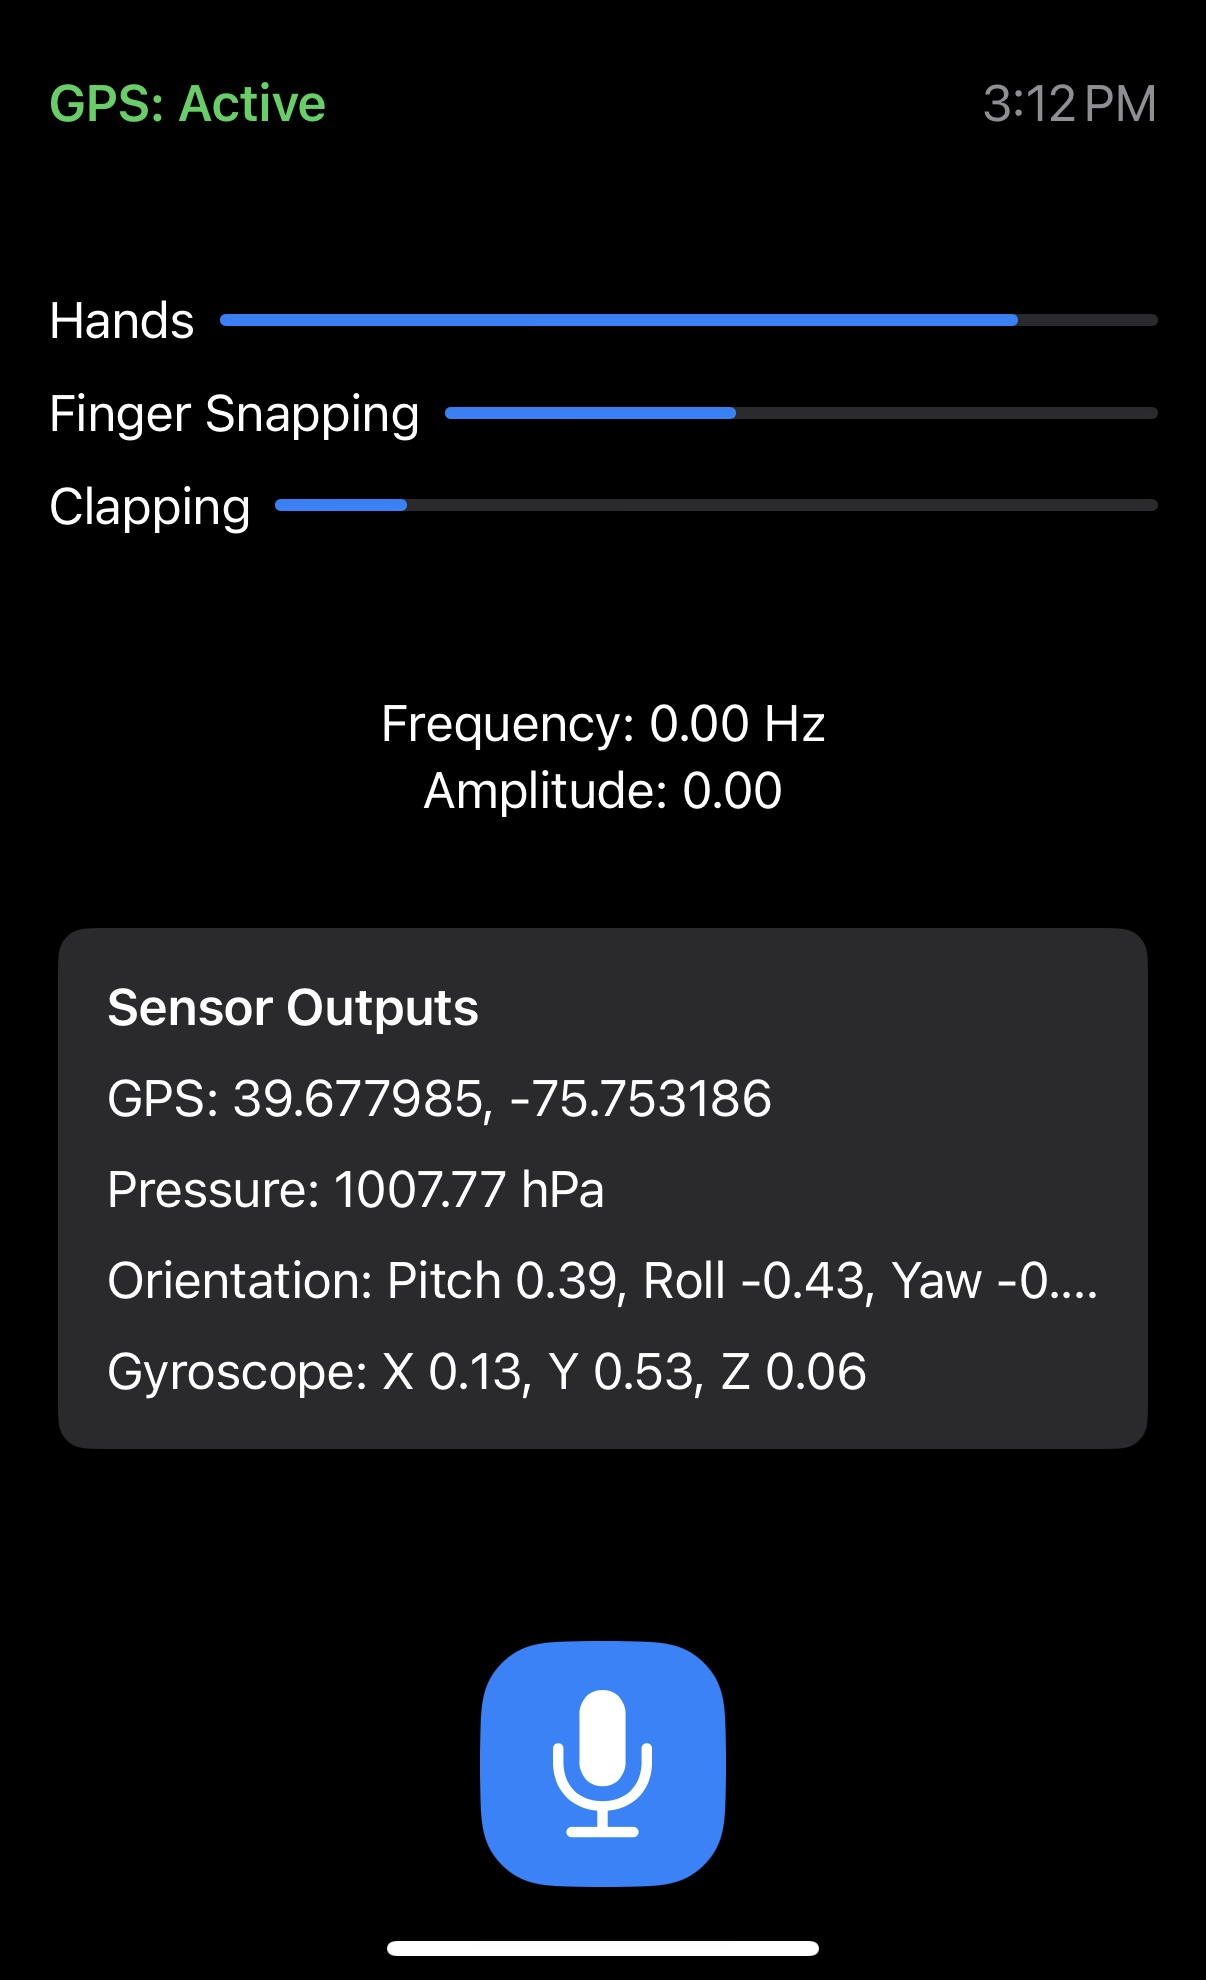 GPS: Active
3:12 PM
Hands
Finger Snapping
Clapping
Frequency: 0.00 Hz
Amplitude: 0.00
Sensor Outputs
GPS: 39.677985, -75.753186
Pressure: 1007.77 hPa
Orientation: Pitch 0.39, Roll -0.43, Yaw -0....
Gyroscope: X 0.13, Y 0.53, Z 0.06